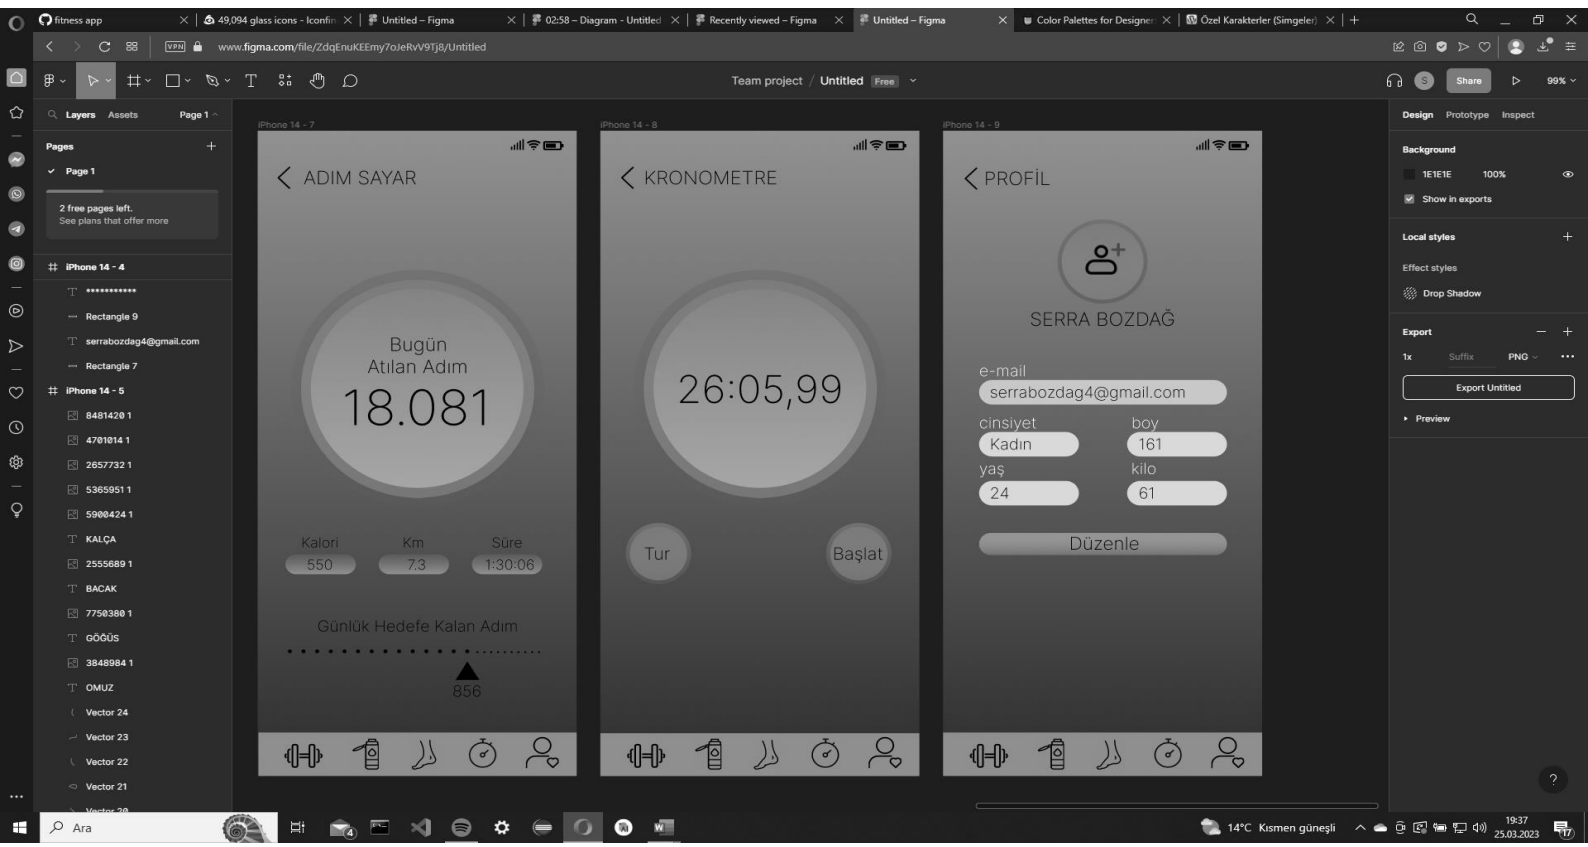 fitness app
49,094 glass icons - Iconfin
Untitled – Figma
02:58 – Diagram - Untitled
Recently viewed – Figma
Untitled – Figma
Color Palettes for Designer
Özel Karakterler (Simgeler)
VPN
www.figma.com/file/ZdqEnuKEEmy7oJeRvV9Tj8/Untitled
Team project / Untitled Free
S
Share
99%
Layers Assets Page 1
Pages
Page 1
2 free pages left.
See plans that offer more
iPhone 14 - 4
***********
Rectangle 9
serrabozdag4@gmail.com
Rectangle 7
iPhone 14 - 5
8481420 1
4701014 1
2657732 1
5365951 1
5900424 1
KALÇA
2555689 1
BACAK
7750380 1
GÖĞÜS
3848984 1
OMUZ
Vector 24
Vector 23
Vector 22
Vector 21
Vector 20
iPhone 14 - 7
ADIM SAYAR
Bugün
Atılan Adım
18.081
Kalori Km Süre
550 7.3 1:30:06
Günlük Hedefe Kalan Adım
856
iPhone 14 - 8
KRONOMETRE
26:05,99
Tur Başlat
iPhone 14 - 9
PROFİL
SERRA BOZDAĞ
e-mail
serrabozdag4@gmail.com
cinsiyet boy
Kadın 161
yaş kilo
24 61
Düzenle
Design Prototype Inspect
Background
1E1E1E 100%
Show in exports
Local styles
Effect styles
Drop Shadow
Export
1x Suffix PNG
Export Untitled
Preview
?
Ara
4
14°C Kısmen güneşli
19:37
25.03.2023
17